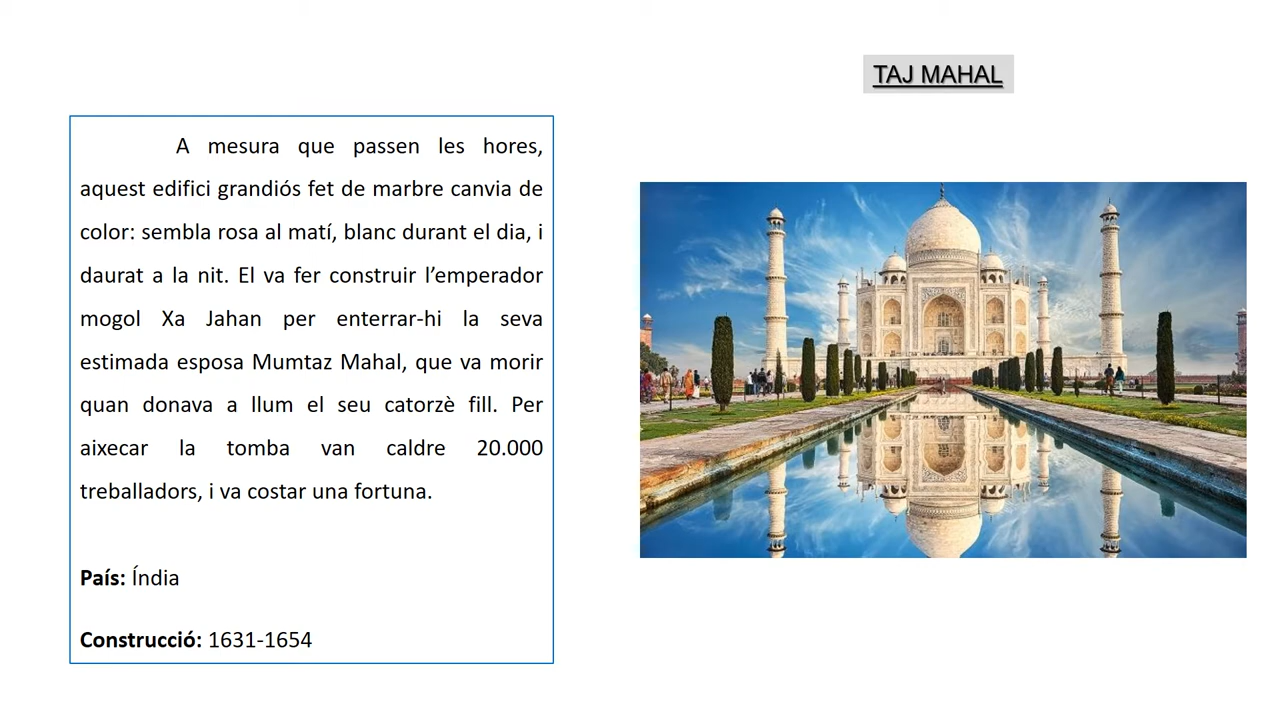 TAJ MAHAL
A mesura que passen les hores,
aquest edifici grandiós fet de marbre canvia de
color: sembla rosa al matí, blanc durant el dia, i
daurat a la nit. El va fer construir l’emperador
mogol Xa Jahan per enterrar-hi la seva
estimada esposa Mumtaz Mahal, que va morir
quan donava a llum el seu catorzè fill. Per
aixecar la tomba van caldre 20.000
treballadors, i va costar una fortuna.
País: Índia
Construcció: 1631-1654